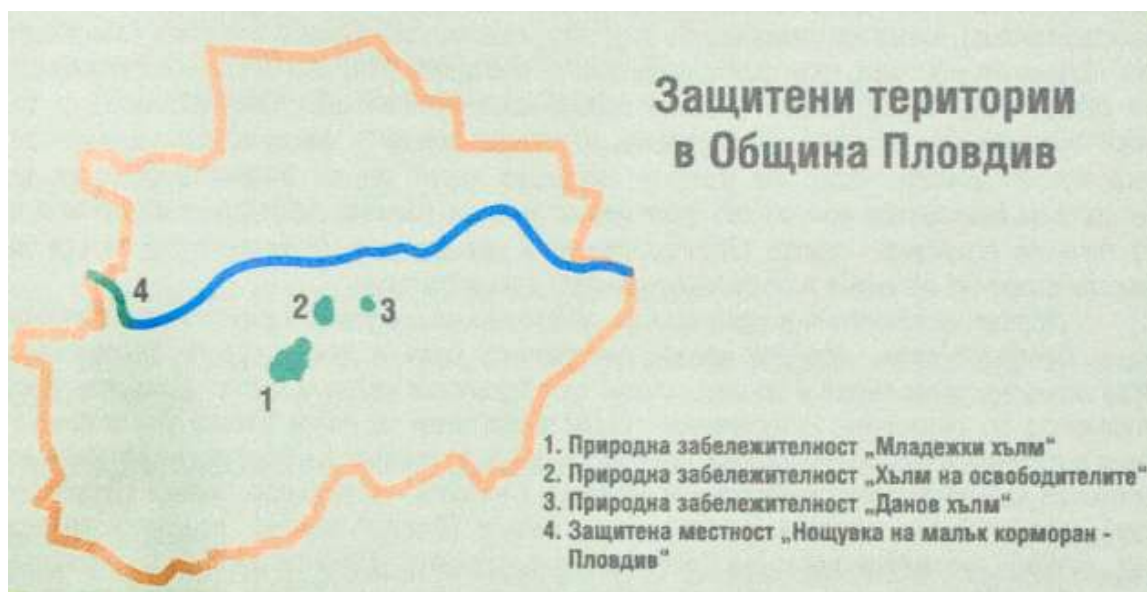 Защитени територии
в Община Пловдив
4
2
3
1
1. Природна забележителност „Младежки хълм“
2. Природна забележителност „Хълм на освободителите“
3. Природна забележителност „Данов хълм“
4. Защитена местност „Нощувка на малък корморан -
Пловдив“